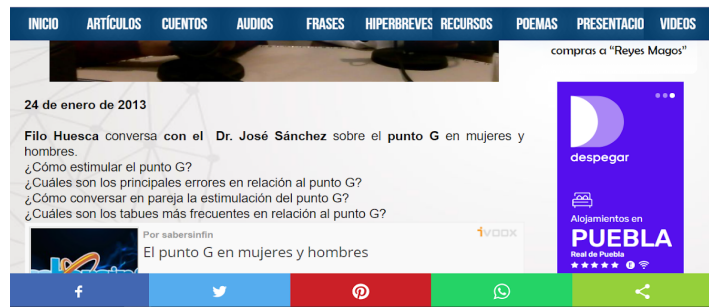 INICIO ARTÍCULOS CUENTOS AUDIOS FRASES HIPERBREVES RECURSOS POEMAS PRESENTACIO VIDEOS
compras a “Reyes Magos”
24 de enero de 2013
Filo Huesca conversa con el Dr. José Sánchez sobre el punto G en mujeres y
hombres.
¿Cómo estimular el punto G?
¿Cuáles son los principales errores en relación al punto G?
¿Cómo conversar en pareja la estimulación del punto G?
¿Cuáles son los tabues más frecuentes en relación al punto G?
Por sabersinfin
ivoox
El punto G en mujeres y hombres
despegar
Alojamientos en
PUEBLA
Real de Puebla